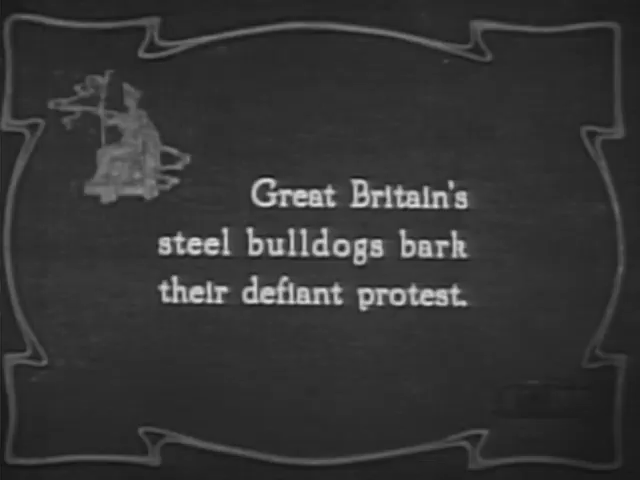 Great Britain's
steel bulldogs bark
their defiant protest.